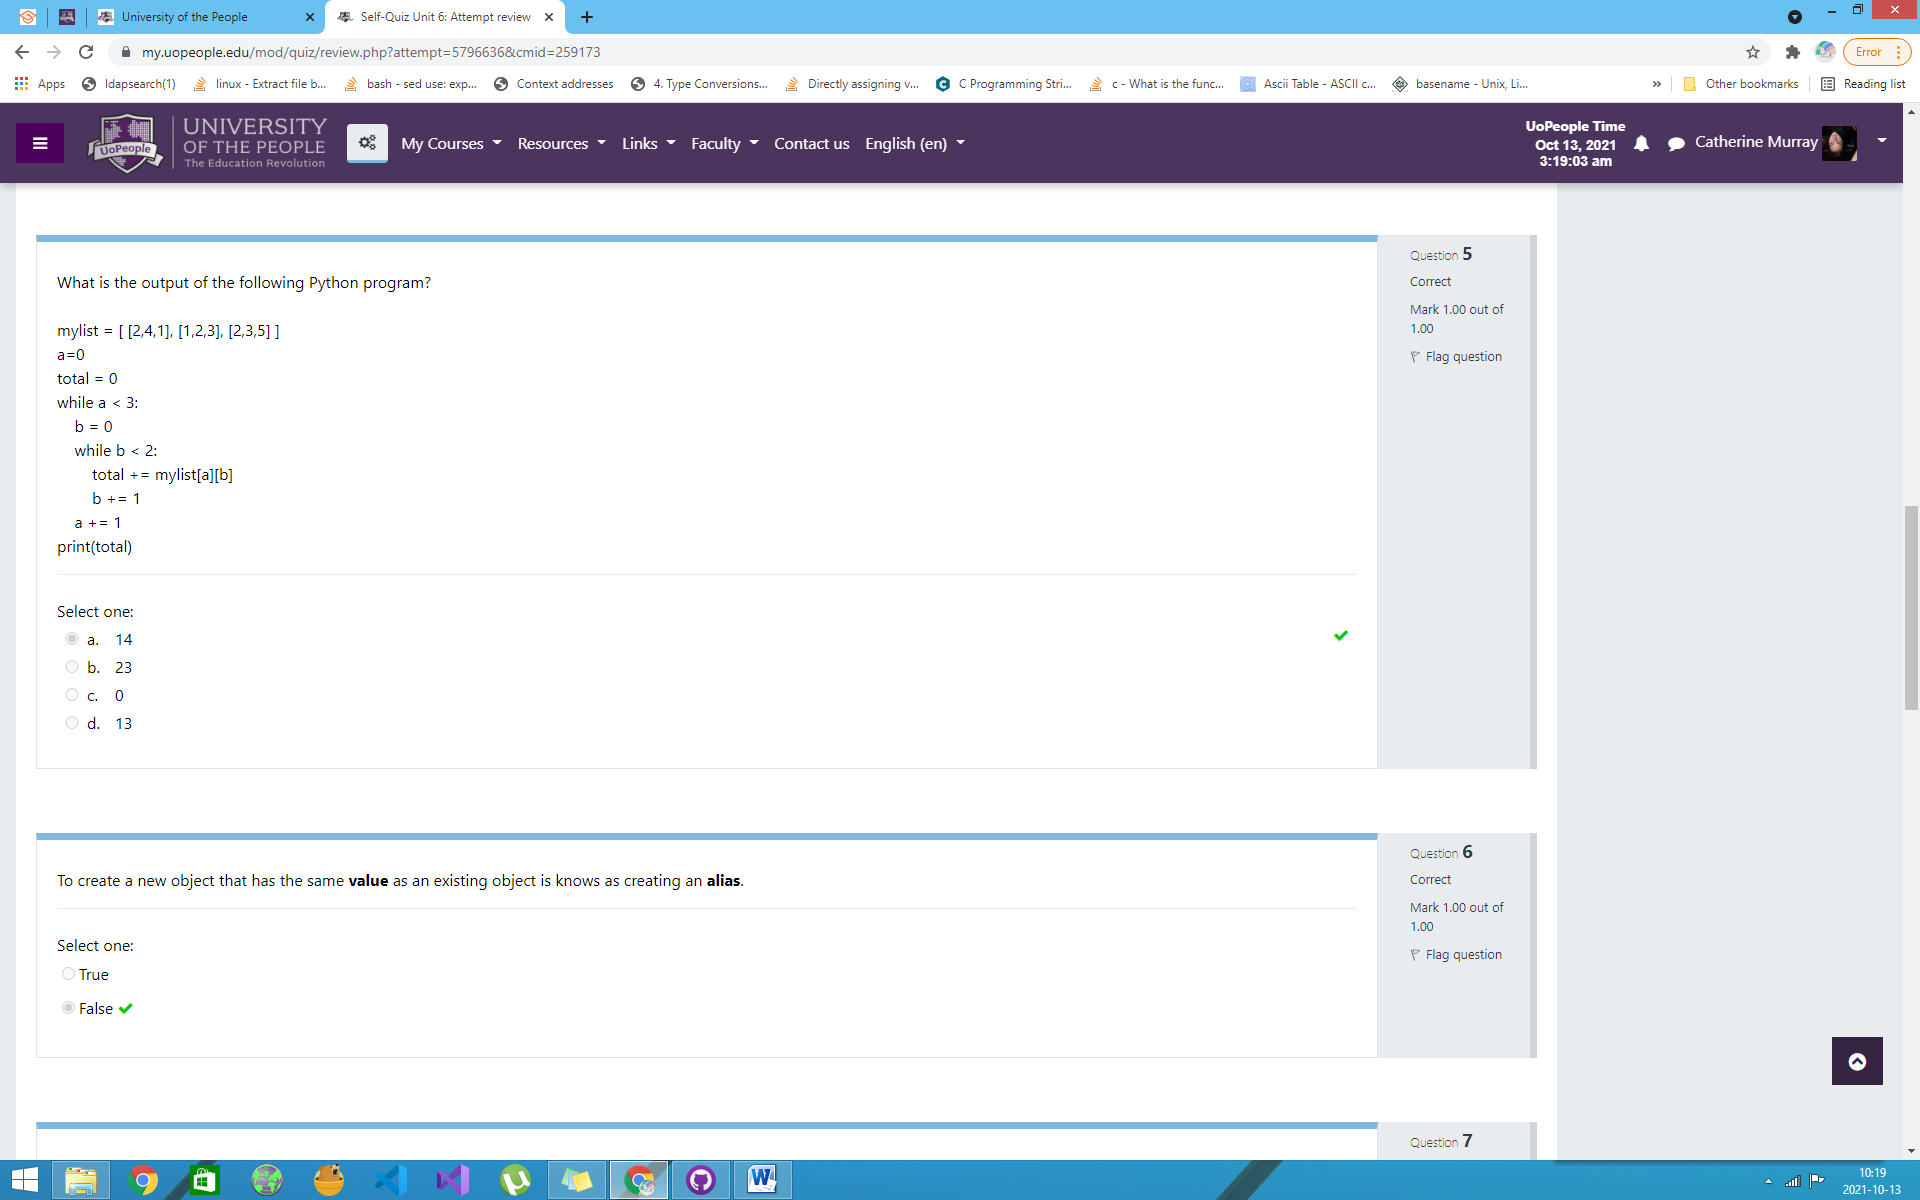 University of the People
Self-Quiz Unit 6: Attempt review
my.uopeople.edu/mod/quiz/review.php?attempt=5796636&cmid=259173
Error
Apps
ldapsearch(1)
linux - Extract file b...
bash - sed use: exp...
Context addresses
4. Type Conversions...
Directly assigning v...
C Programming Stri...
c - What is the func...
Ascii Table - ASCII c...
basename - Unix, Li...
»
Other bookmarks
Reading list
UoPeople
UNIVERSITY
OF THE PEOPLE
The Education Revolution
My Courses
Resources
Links
Faculty
Contact us
English (en)
UoPeople Time
Oct 13, 2021
3:19:03 am
Catherine Murray
What is the output of the following Python program?
mylist = [ [2,4,1], [1,2,3], [2,3,5] ]
a=0
total = 0
while a < 3:
b = 0
while b < 2:
total += mylist[a][b]
b += 1
a += 1
print(total)
Select one:
a. 14
b. 23
c. 0
d. 13
Question 5
Correct
Mark 1.00 out of
1.00
Flag question
To create a new object that has the same value as an existing object is knows as creating an alias.
Select one:
True
False
Question 6
Correct
Mark 1.00 out of
1.00
Flag question
Question 7
10:19
2021-10-13